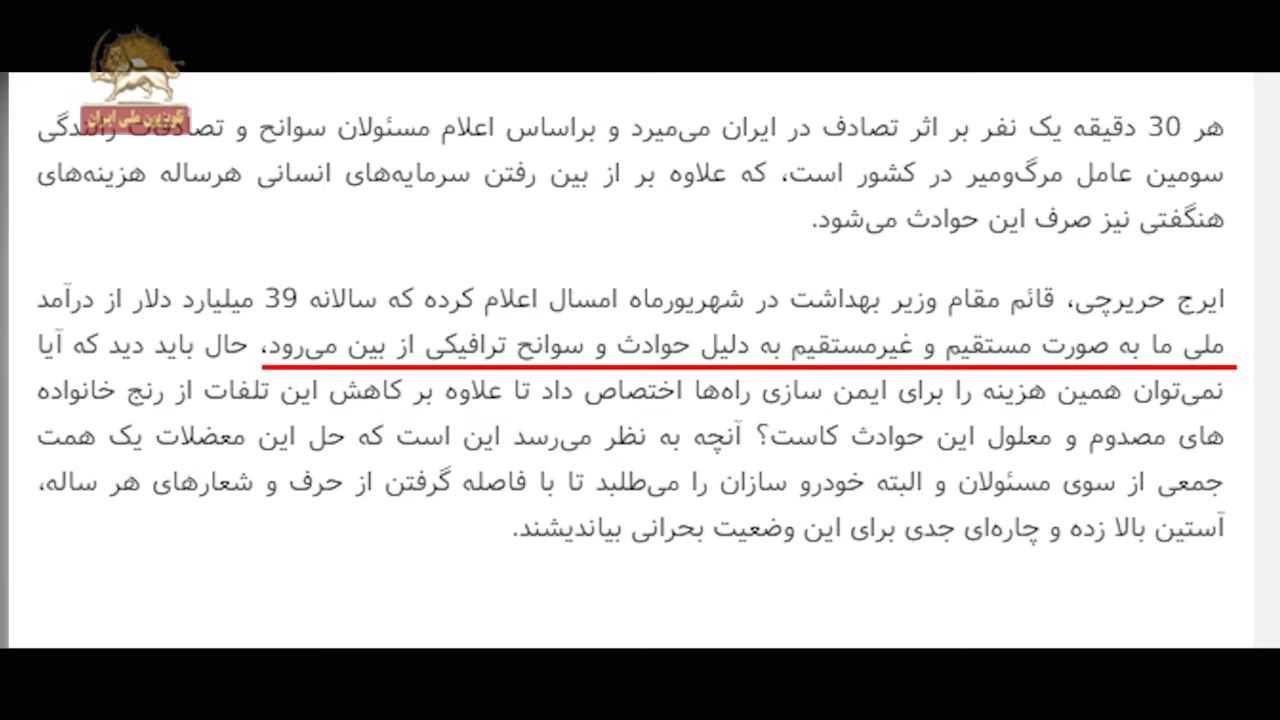 تلویزیون ملی ایران
هر 30 دقیقه یک نفر بر اثر تصادف در ایران می‌میرد و براساس اعلام مسئولان سوانح و تصادفات رانندگی
سومین عامل مرگ‌ومیر در کشور است، که علاوه بر از بین رفتن سرمایه‌های انسانی هرساله هزینه‌های
هنگفتی نیز صرف این حوادث می‌شود.
ایرج حریرچی، قائم مقام وزیر بهداشت در شهریورماه امسال اعلام کرده که سالانه 39 میلیارد دلار از درآمد
ملی ما به صورت مستقیم و غیرمستقیم به دلیل حوادث و سوانح ترافیکی از بین می‌رود، حال باید دید که آیا
نمی‌توان همین هزینه را برای ایمن سازی راه‌ها اختصاص داد تا علاوه بر کاهش این تلفات از رنج خانواده
های مصدوم و معلول این حوادث کاست؟ آنچه به نظر می‌رسد این است که حل این معضلات یک همت
جمعی از سوی مسئولان و البته خودرو سازان را می‌طلبد تا با فاصله گرفتن از حرف و شعارهای هر ساله،
آستین بالا زده و چاره‌ای جدی برای این وضعیت بحرانی بیاندیشند.